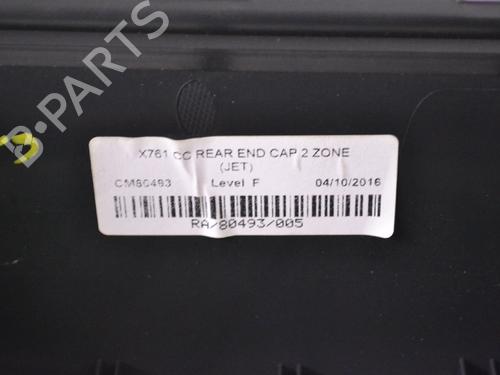 X761 CC REAR END CAP 2 ZONE
(JET)
CM80493 Level F 04/10/2016
RA/80493/005
B-PARTS